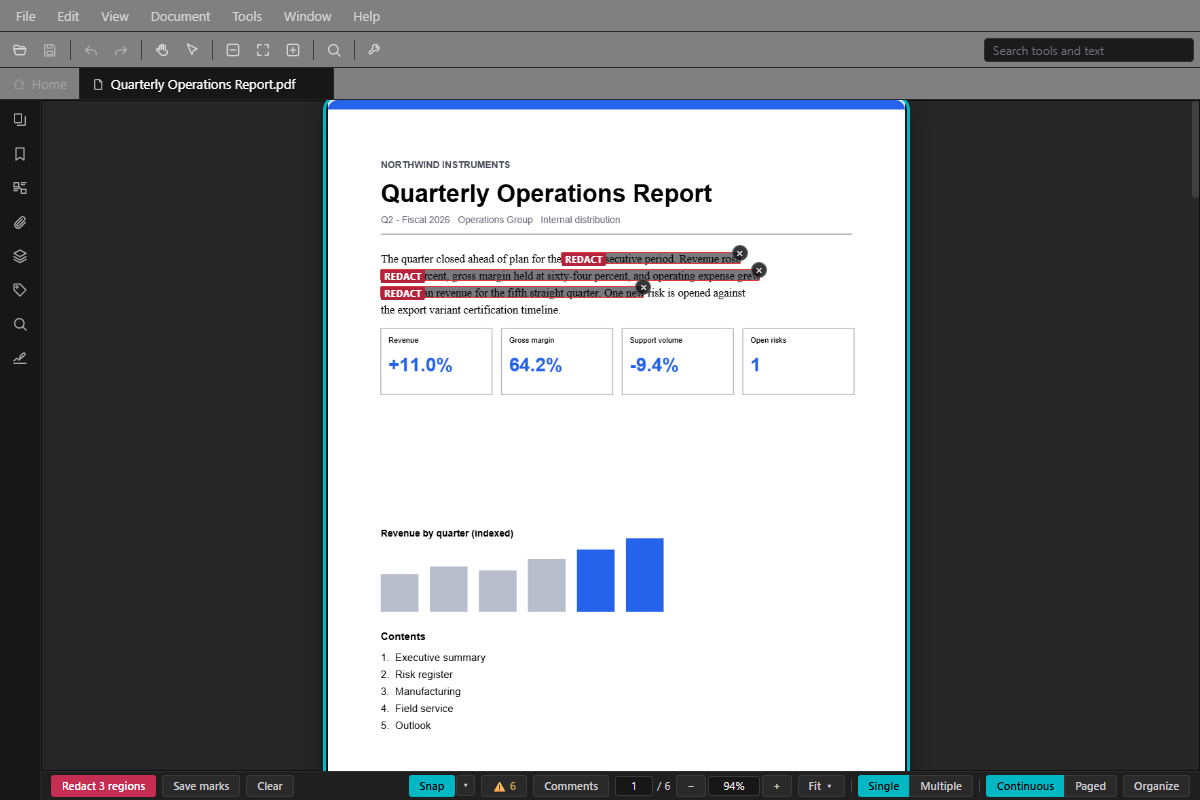 File Edit View Document Tools Window Help
Search tools and text
Home Quarterly Operations Report.pdf
NORTHWIND INSTRUMENTS
Quarterly Operations Report
Q2 - Fiscal 2026 Operations Group Internal distribution
The quarter closed ahead of plan for the REDACT secutive period. Revenue rose
REDACT rcent, gross margin held at sixty-four percent, and operating expense grew
REDACT in revenue for the fifth straight quarter. One new risk is opened against
the export variant certification timeline.
Revenue Gross margin Support volume Open risks
+11.0% 64.2% -9.4% 1
Revenue by quarter (indexed)
Contents
1. Executive summary
2. Risk register
3. Manufacturing
4. Field service
5. Outlook
Redact 3 regions Save marks Clear Snap 6 Comments 1 / 6 − 94% + Fit Single Multiple Continuous Paged Organize